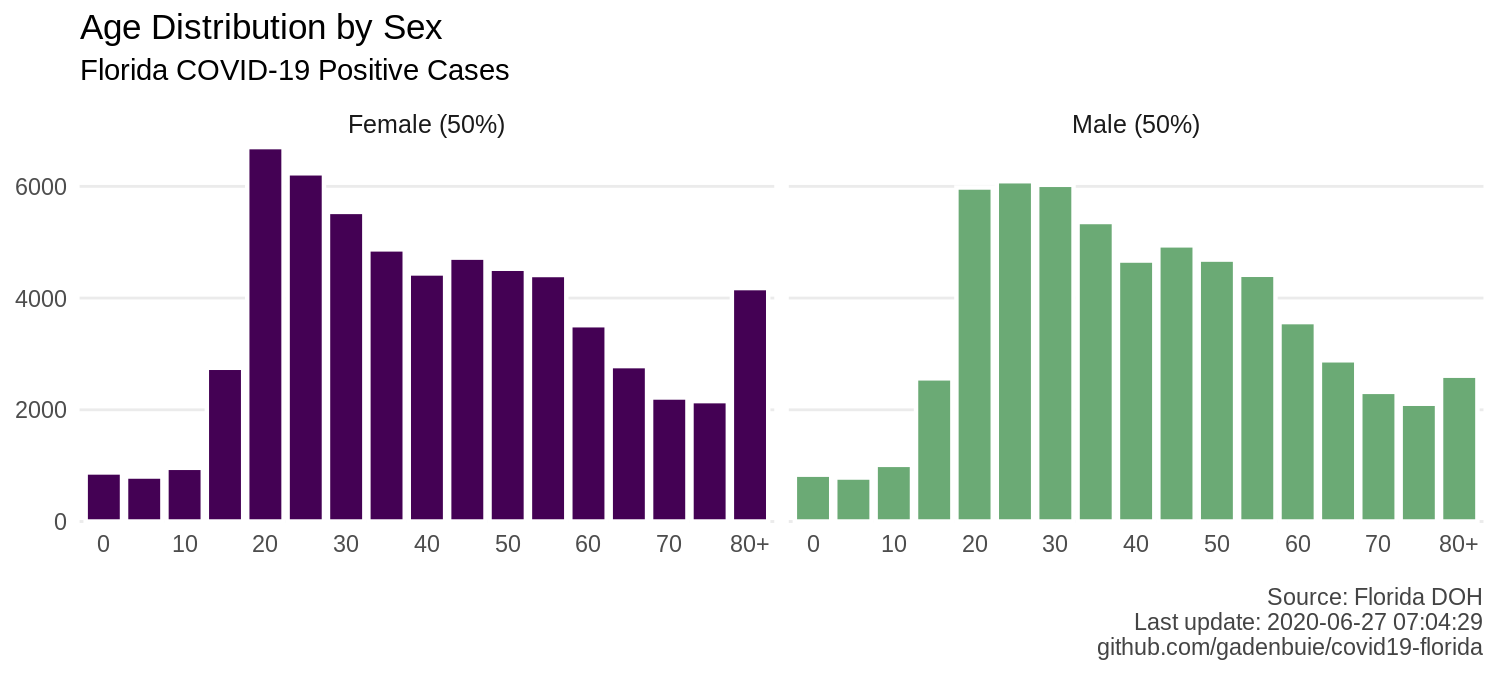 Age Distribution by Sex
Florida COVID-19 Positive Cases
Female (50%)
Male (50%)
6000
4000
2000
0
0 10 20 30 40 50 60 70 80+
0 10 20 30 40 50 60 70 80+
Source: Florida DOH
Last update: 2020-06-27 07:04:29
github.com/gadenbuie/covid19-florida